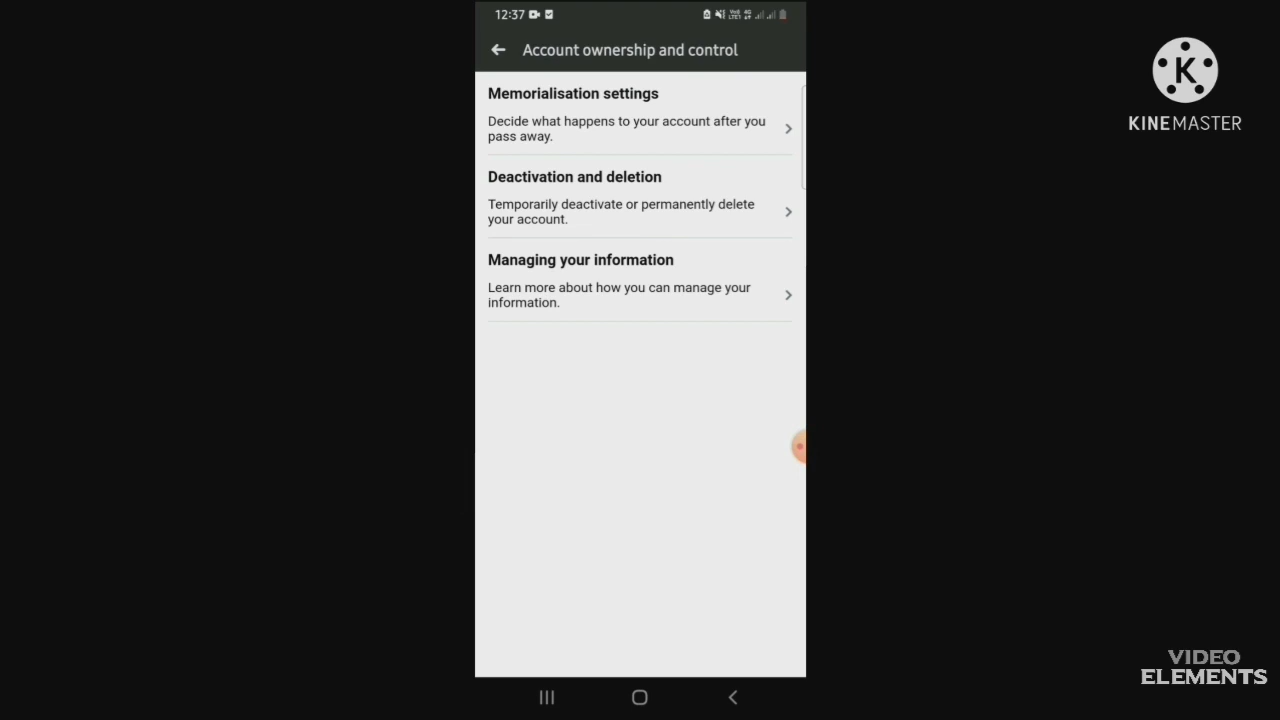 12:37
Account ownership and control
Memorialisation settings
Decide what happens to your account after you
pass away.
Deactivation and deletion
Temporarily deactivate or permanently delete
your account.
Managing your information
Learn more about how you can manage your
information.
K
KINEMASTER
VIDEO
ELEMENTS